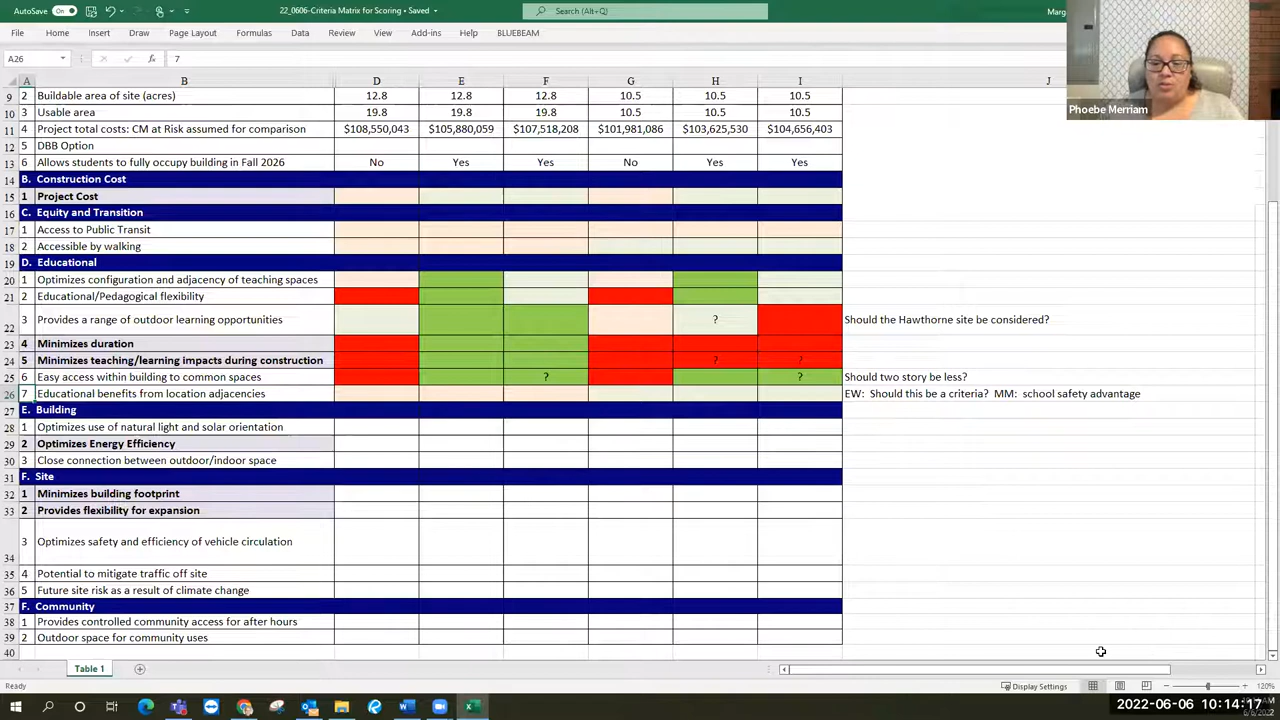 AutoSave On 22_0606-Criteria Matrix for Scoring • Saved Search (Alt+Q)
File Home Insert Draw Page Layout Formulas Data Review View Add-ins Help BLUEBEAM
A26 fx 7
A B D E F G H I J
Phoebe Merriam
9 2 Buildable area of site (acres) 12.8 12.8 12.8 10.5 10.5 10.5
10 3 Usable area 19.8 19.8 19.8 10.5 10.5 10.5
11 4 Project total costs: CM at Risk assumed for comparison $108,550,043 $105,880,059 $107,518,208 $101,981,086 $103,625,530 $104,656,403
12 5 DBB Option
13 6 Allows students to fully occupy building in Fall 2026 No Yes Yes No Yes Yes
14 B. Construction Cost
15 1 Project Cost
16 C. Equity and Transition
17 1 Access to Public Transit
18 2 Accessible by walking
19 D. Educational
20 1 Optimizes configuration and adjacency of teaching spaces
21 2 Educational/Pedagogical flexibility
22 3 Provides a range of outdoor learning opportunities ? Should the Hawthorne site be considered?
23 4 Minimizes duration
24 5 Minimizes teaching/learning impacts during construction ? ?
25 6 Easy access within building to common spaces ? ? Should two story be less?
26 7 Educational benefits from location adjacencies EW: Should this be a criteria? MM: school safety advantage
27 E. Building
28 1 Optimizes use of natural light and solar orientation
29 2 Optimizes Energy Efficiency
30 3 Close connection between outdoor/indoor space
31 F. Site
32 1 Minimizes building footprint
33 2 Provides flexibility for expansion
34 3 Optimizes safety and efficiency of vehicle circulation
35 4 Potential to mitigate traffic off site
36 5 Future site risk as a result of climate change
37 F. Community
38 1 Provides controlled community access for after hours
39 2 Outdoor space for community uses
40
Table 1
Ready Display Settings 120%
2022-06-06 10:14:17